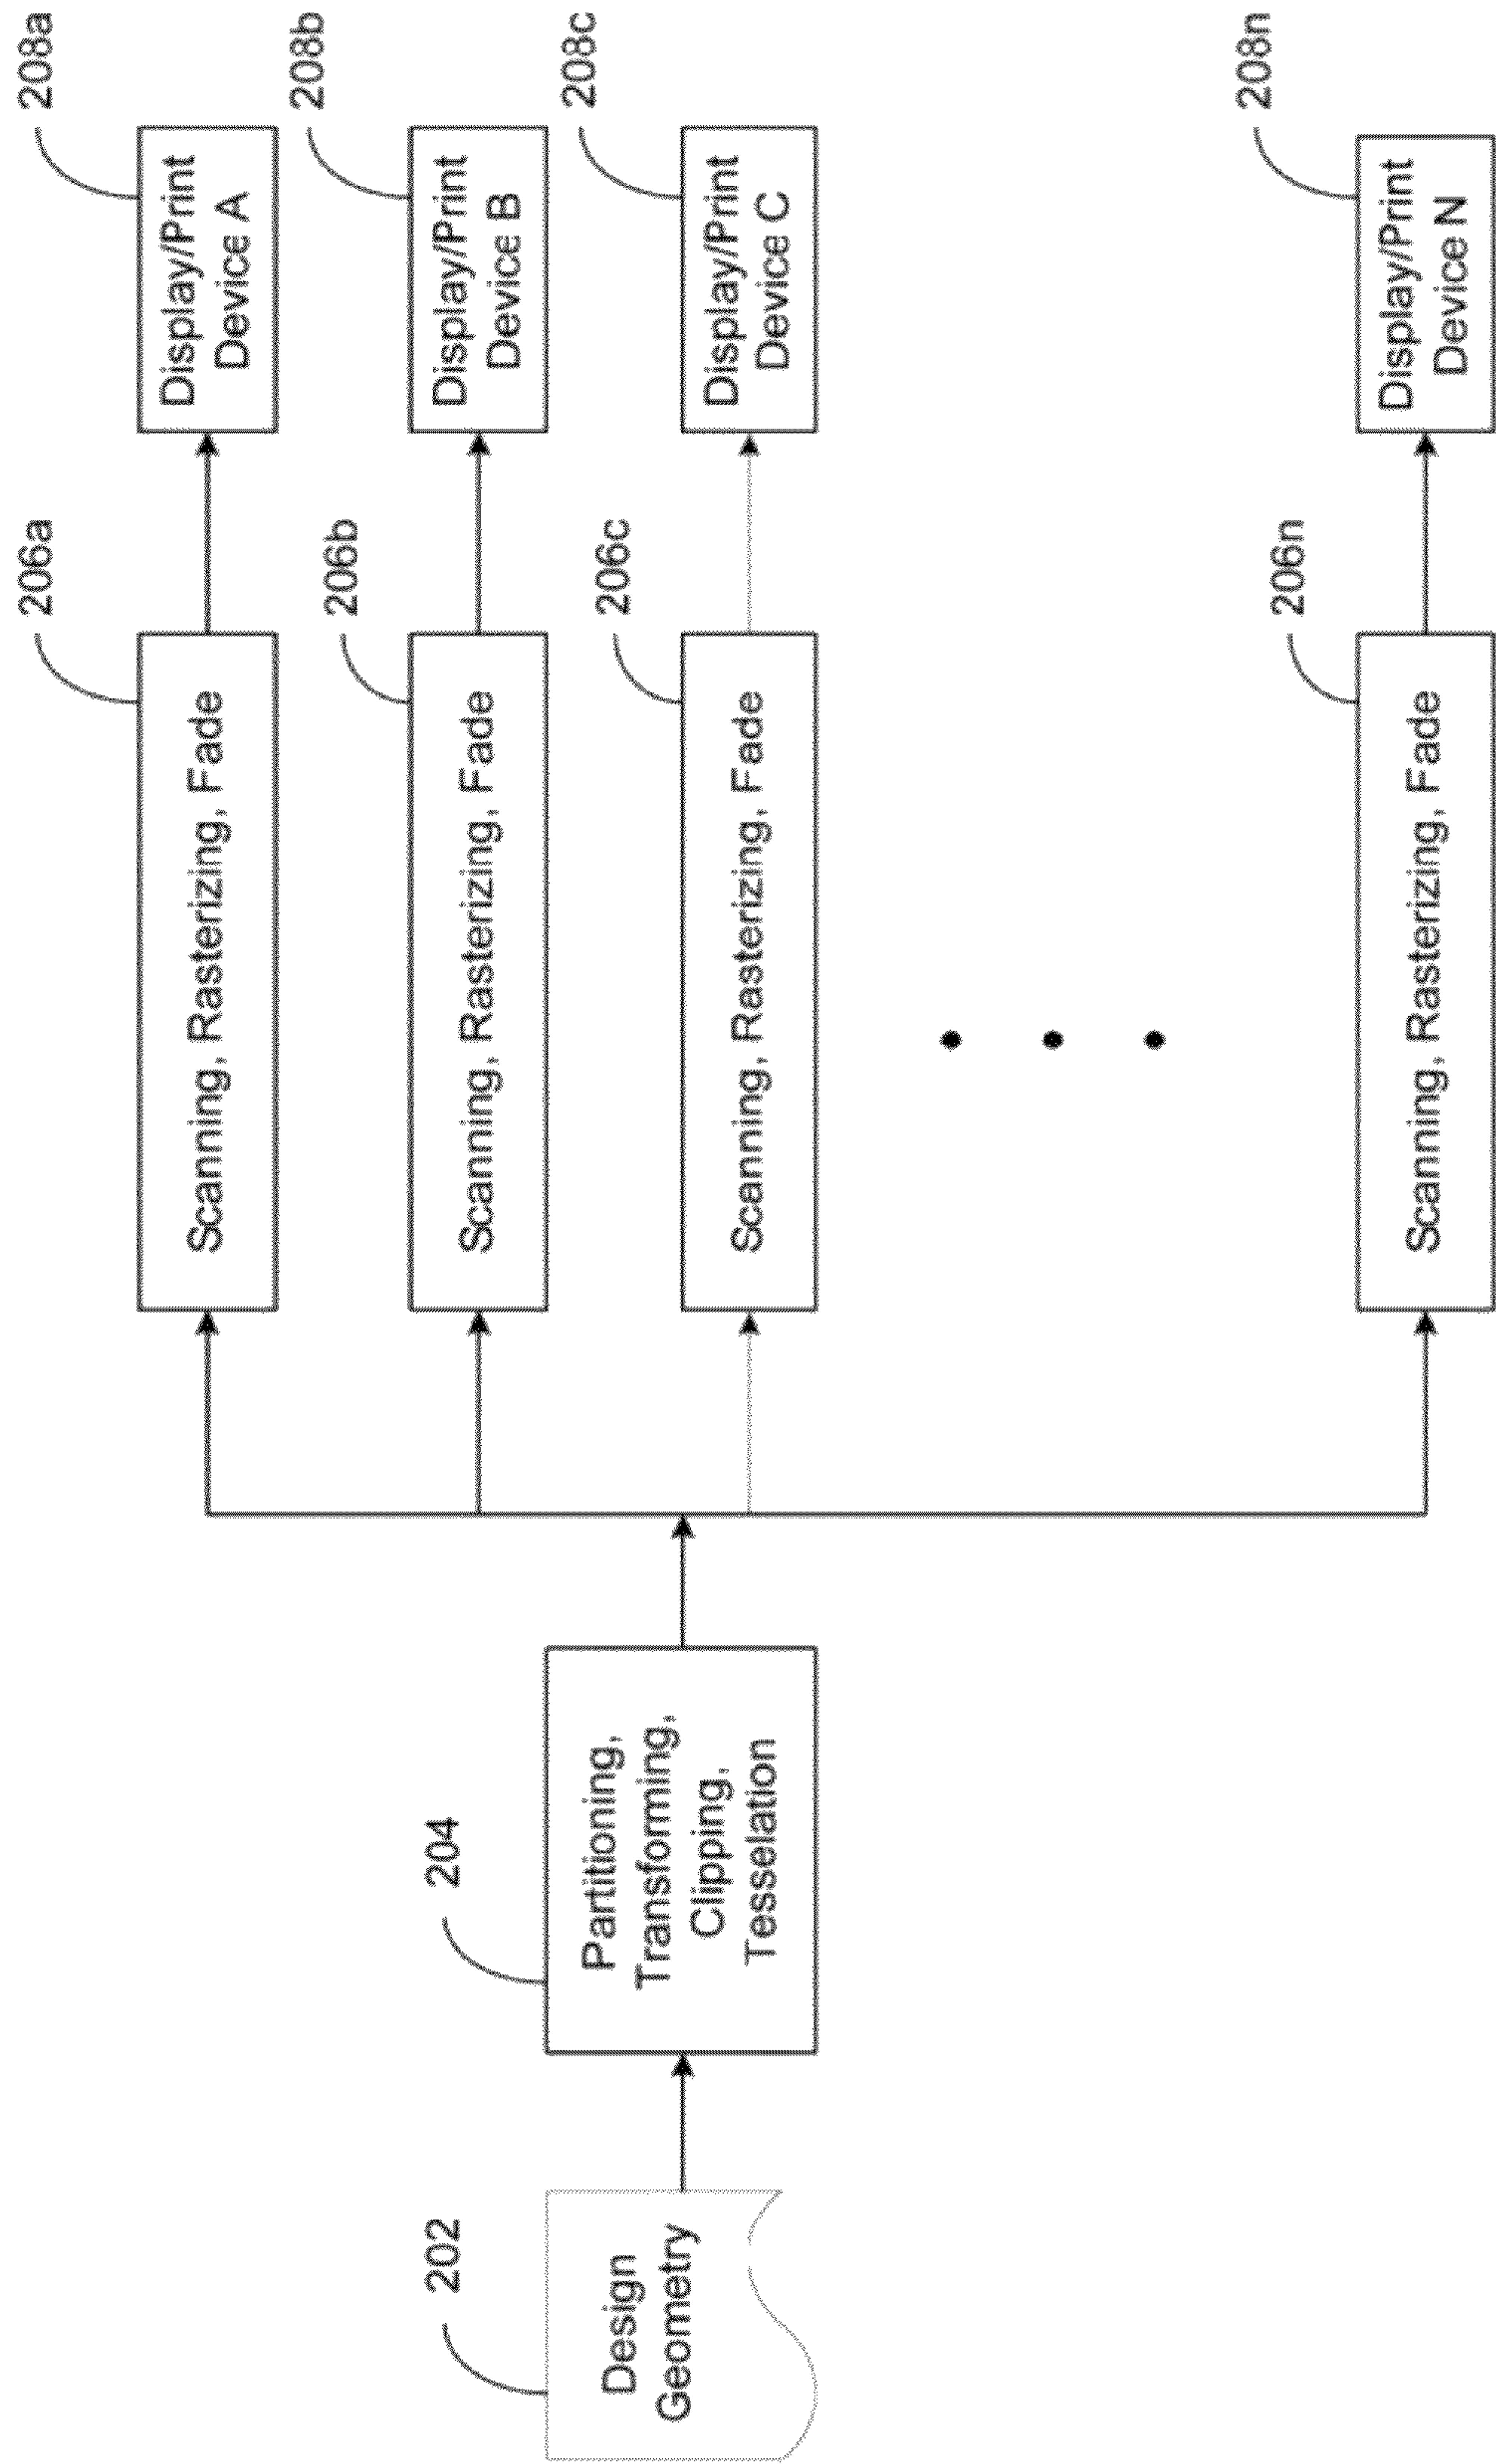 202
Design
Geometry
204
Partitioning,
Transforming,
Clipping,
Tesselation
206a
Scanning, Rasterizing, Fade
208a
Display/Print
Device A
206b
Scanning, Rasterizing, Fade
208b
Display/Print
Device B
206c
Scanning, Rasterizing, Fade
208c
Display/Print
Device C
206n
Scanning, Rasterizing, Fade
208n
Display/Print
Device N